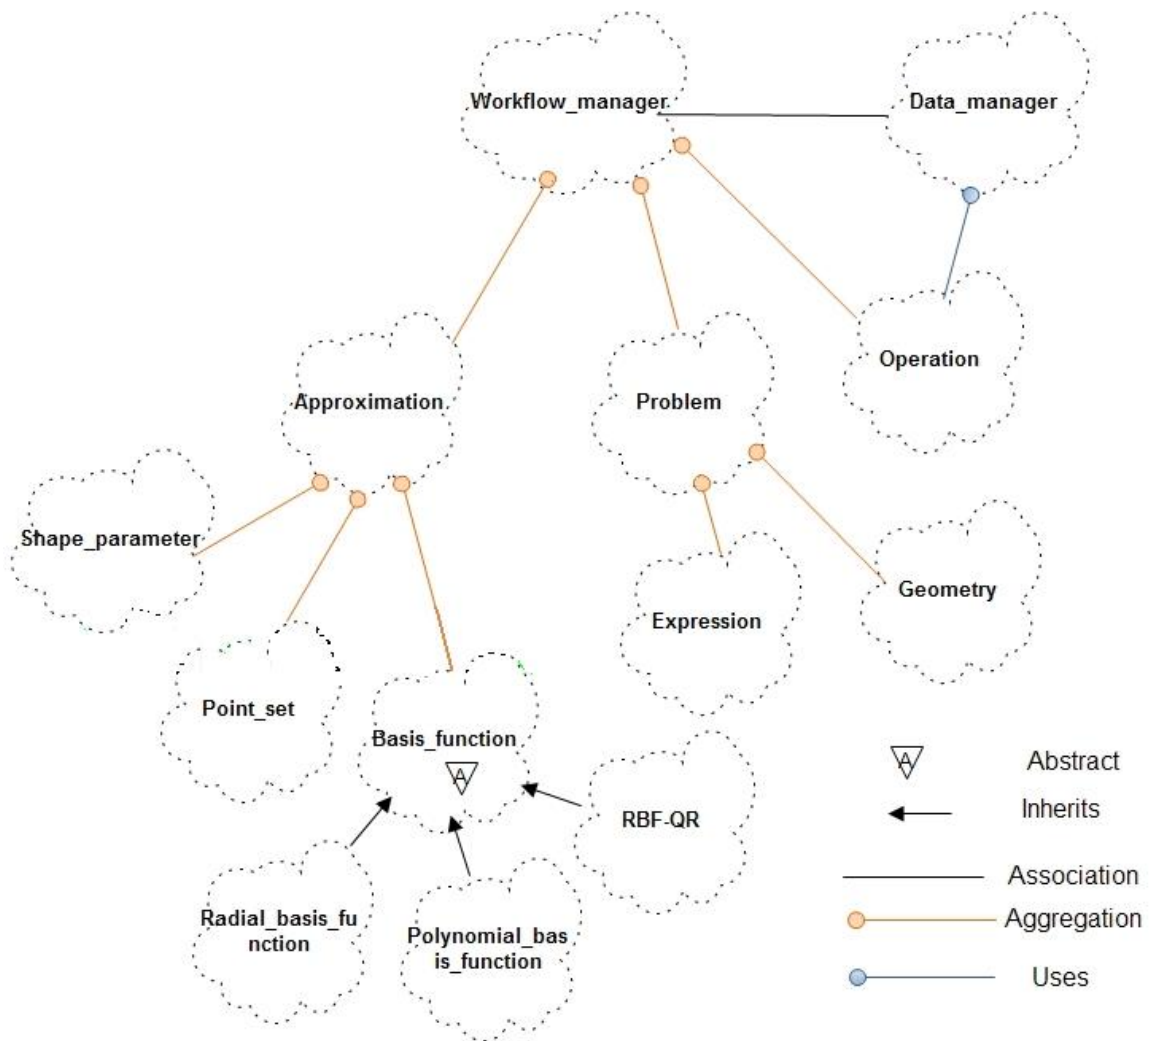 Workflow_manager
Data_manager
Operation
Approximation
Problem
Shape_parameter
Geometry
Expression
Point_set
Basis_function
A
RBF-QR
Radial_basis_fu
nction
Polynomial_bas
is_function
A Abstract
Inherits
Association
Aggregation
Uses